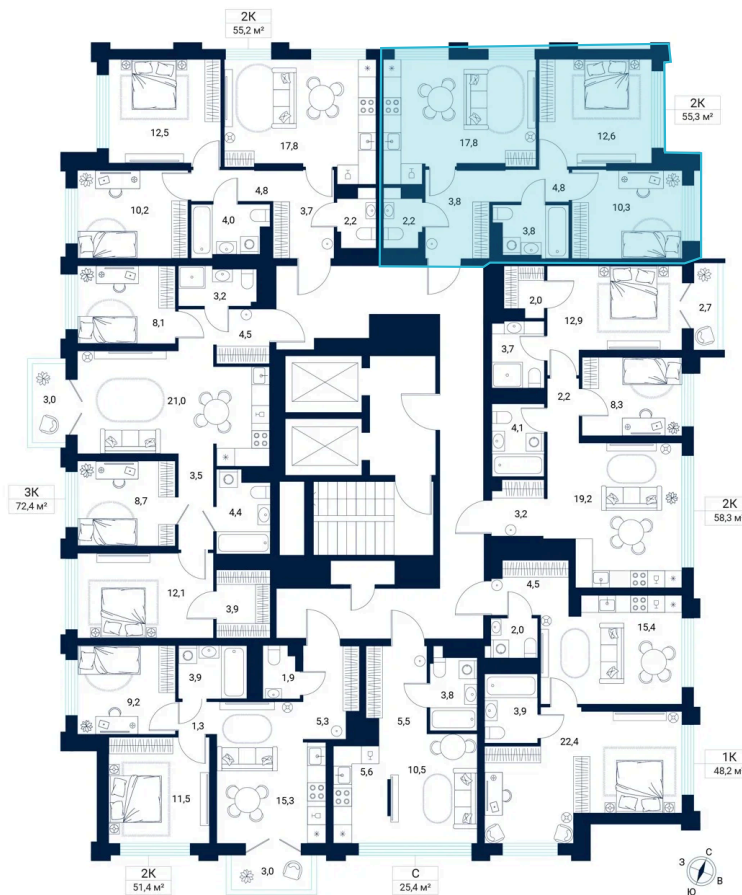 2К
55,2 м²
12,5
17,8
17,8
12,6
2К
55,3 м²
10,2
4,8
4,0
3,7
2,2
2,2
3,8
3,8
4,8
10,3
8,1
3,2
4,5
2,0
12,9
2,7
3,7
3,0
21,0
2,2
8,3
4,1
3К
72,4 м²
8,7
3,5
4,4
3,2
19,2
2К
58,3 м²
12,1
3,9
4,5
2,0
15,4
9,2
3,9
1,9
1,3
5,3
5,5
3,8
3,9
22,4
1К
48,2 м
11,5
15,3
5,6
10,5
2К
51,4 м²
3,0
С
25,4 м²
С
З
В
Ю